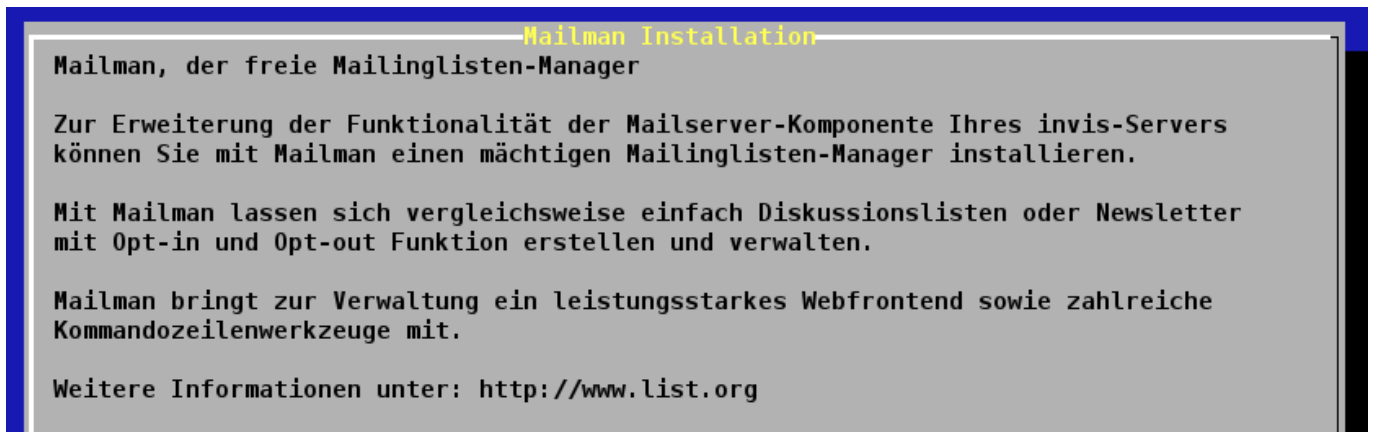 Mailman Installation
Mailman, der freie Mailinglisten-Manager
Zur Erweiterung der Funktionalität der Mailserver-Komponente Ihres invis-Servers
können Sie mit Mailman einen mächtigen Mailinglisten-Manager installieren.
Mit Mailman lassen sich vergleichsweise einfach Diskussionslisten oder Newsletter
mit Opt-in und Opt-out Funktion erstellen und verwalten.
Mailman bringt zur Verwaltung ein leistungsstarkes Webfrontend sowie zahlreiche
Kommandozeilenwerkzeuge mit.
Weitere Informationen unter: http://www.list.org